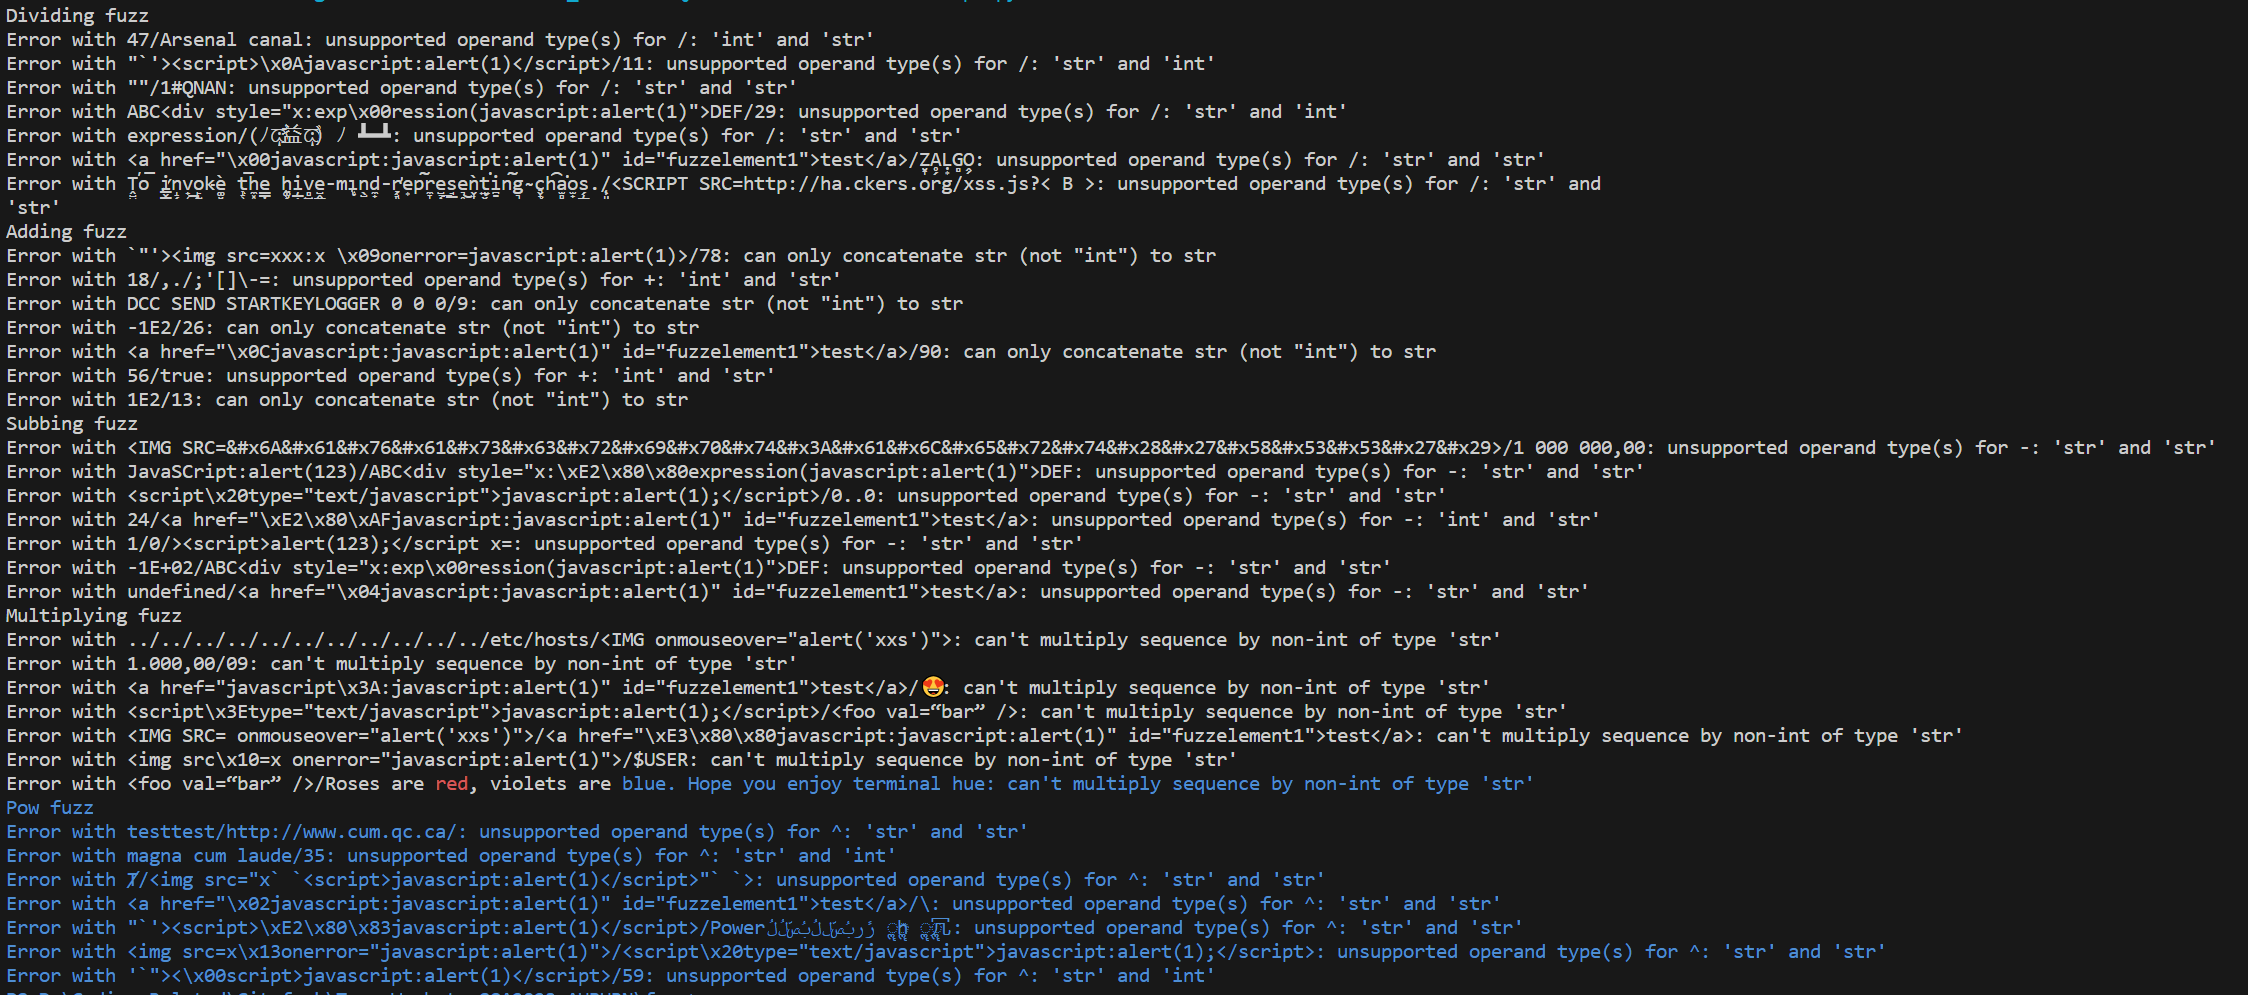 Dividing fuzz
Error with 47/Arsenal canal: unsupported operand type(s) for /: 'int' and 'str'
Error with "`'><script>\x0Ajavascript:alert(1)</script>/11: unsupported operand type(s) for /: 'str' and 'int'
Error with ""/1#QNAN: unsupported operand type(s) for /: 'str' and 'str'
Error with ABC<div style="x:exp\x00ression(javascript:alert(1)">DEF/29: unsupported operand type(s) for /: 'str' and 'int'
Error with expression/(ﾉಥ益ಥ) ﾉ ┻━┻: unsupported operand type(s) for /: 'str' and 'str'
Error with <a href="\x00javascript:javascript:alert(1)" id="fuzzelement1">test</a>/ZALGO: unsupported operand type(s) for /: 'str' and 'str'
Error with To invoke the hive-mind-representing-chaos./<SCRIPT SRC=http://ha.ckers.org/xss.js?< B >: unsupported operand type(s) for /: 'str' and
'str'
Adding fuzz
Error with `"'><img src=xxx:x \x09onerror=javascript:alert(1)>/78: can only concatenate str (not "int") to str
Error with 18/,./;'[]\-=: unsupported operand type(s) for +: 'int' and 'str'
Error with DCC SEND STARTKEYLOGGER 0 0 0/9: can only concatenate str (not "int") to str
Error with -1E2/26: can only concatenate str (not "int") to str
Error with <a href="\x0Cjavascript:javascript:alert(1)" id="fuzzelement1">test</a>/90: can only concatenate str (not "int") to str
Error with 56/true: unsupported operand type(s) for +: 'int' and 'str'
Error with 1E2/13: can only concatenate str (not "int") to str
Subbing fuzz
Error with <IMG SRC=&#x6A&#x61&#x76&#x61&#x73&#x63&#x72&#x69&#x70&#x74&#x3A&#x61&#x6C&#x65&#x72&#x74&#x28&#x27&#x58&#x53&#x53&#x27&#x29>/1 000 000,00: unsupported operand type(s) for -: 'str' and 'str'
Error with JavaSCript:alert(123)/ABC<div style="x:\xE2\x80\x80expression(javascript:alert(1)">DEF: unsupported operand type(s) for -: 'str' and 'str'
Error with <script\x20type="text/javascript">javascript:alert(1);</script>/0..0: unsupported operand type(s) for -: 'str' and 'str'
Error with 24/<a href="\xE2\x80\xAFjavascript:javascript:alert(1)" id="fuzzelement1">test</a>: unsupported operand type(s) for -: 'int' and 'str'
Error with 1/0/><script>alert(123);</script x=: unsupported operand type(s) for -: 'str' and 'str'
Error with -1E+02/ABC<div style="x:exp\x00ression(javascript:alert(1)">DEF: unsupported operand type(s) for -: 'str' and 'str'
Error with undefined/<a href="\x04javascript:javascript:alert(1)" id="fuzzelement1">test</a>: unsupported operand type(s) for -: 'str' and 'str'
Multiplying fuzz
Error with ../../../../../../../../../../../etc/hosts/<IMG onmouseover="alert('xxs')">: can't multiply sequence by non-int of type 'str'
Error with 1.000,00/09: can't multiply sequence by non-int of type 'str'
Error with <a href="javascript\x3A:javascript:alert(1)" id="fuzzelement1">test</a>/😍: can't multiply sequence by non-int of type 'str'
Error with <script\x3Etype="text/javascript">javascript:alert(1);</script>/<foo val=“bar” />: can't multiply sequence by non-int of type 'str'
Error with <IMG SRC= onmouseover="alert('xxs')">/<a href="\xE3\x80\x80javascript:javascript:alert(1)" id="fuzzelement1">test</a>: can't multiply sequence by non-int of type 'str'
Error with <img src\x10=x onerror="javascript:alert(1)">/$USER: can't multiply sequence by non-int of type 'str'
Error with <foo val=“bar” />/Roses are red, violets are blue. Hope you enjoy terminal hue: can't multiply sequence by non-int of type 'str'
Pow fuzz
Error with testtest/http://www.cum.qc.ca/: unsupported operand type(s) for ^: 'str' and 'str'
Error with magna cum laude/35: unsupported operand type(s) for ^: 'str' and 'int'
Error with /<img src="x` `<script>javascript:alert(1)</script>"` `>: unsupported operand type(s) for ^: 'str' and 'str'
Error with <a href="\x02javascript:javascript:alert(1)" id="fuzzelement1">test</a>/\: unsupported operand type(s) for ^: 'str' and 'str'
Error with "`'><script>\xE2\x80\x83javascript:alert(1)</script>/Power: unsupported operand type(s) for ^: 'str' and 'str'
Error with <img src=x\x13onerror="javascript:alert(1)">/<script\x20type="text/javascript">javascript:alert(1);</script>: unsupported operand type(s) for ^: 'str' and 'str'
Error with '`"><\x00script>javascript:alert(1)</script>/59: unsupported operand type(s) for ^: 'str' and 'int'